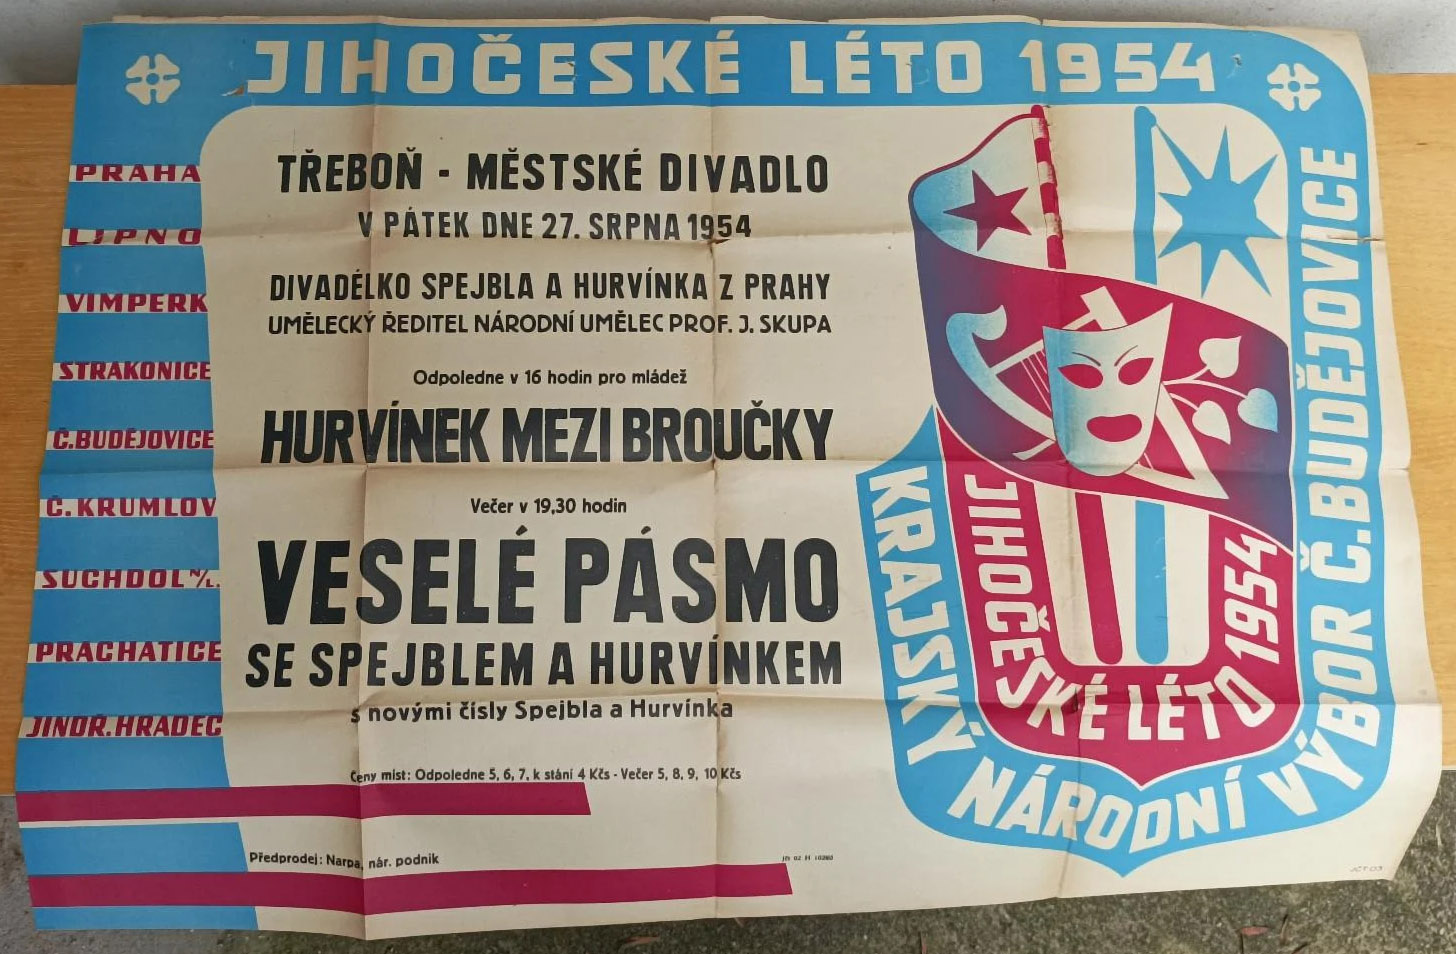 JIHOČESKÉ LÉTO 1954
PRAHA
LIPNO
VIMPERK
STRAKONICE
Č.BUDĚJOVICE
Č.KRUMLOV
SUCHDOL N/L.
PRACHATICE
JINDŘ.HRADEC
TŘEBOŇ - MĚSTSKÉ DIVADLO
V PÁTEK DNE 27. SRPNA 1954
DIVADÉLKO SPEJBLA A HURVÍNKA Z PRAHY
UMĚLECKÝ ŘEDITEL NÁRODNÍ UMĚLEC PROF. J. SKUPA
Odpoledne v 16 hodin pro mládež
HURVÍNEK MEZI BROUČKY
Večer v 19,30 hodin
VESELÉ PÁSMO
SE SPEJBLEM A HURVÍNKEM
s novými čísly Spejbla a Hurvínka
Ceny míst: Odpoledne 5, 6, 7, k stání 4 Kčs - Večer 5, 8, 9, 10 Kčs
Předprodej: Narpa, nár. podnik
JIHOČESKÉ LÉTO 1954
KRAJSKÝ NÁRODNÍ VÝBOR Č.BUDĚJOVICE